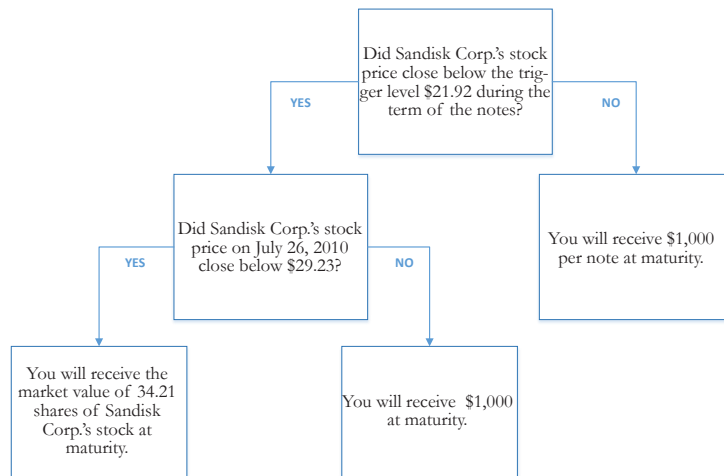 Did Sandisk Corp.'s stock
price close below the trig-
ger level $21.92 during the
term of the notes?
YES
NO
Did Sandisk Corp.'s stock
price on July 26, 2010
close below $29.23?
You will receive $1,000
per note at maturity.
YES
NO
You will receive the
market value of 34.21
shares of Sandisk
Corp.'s stock at
maturity.
You will receive $1,000
at maturity.